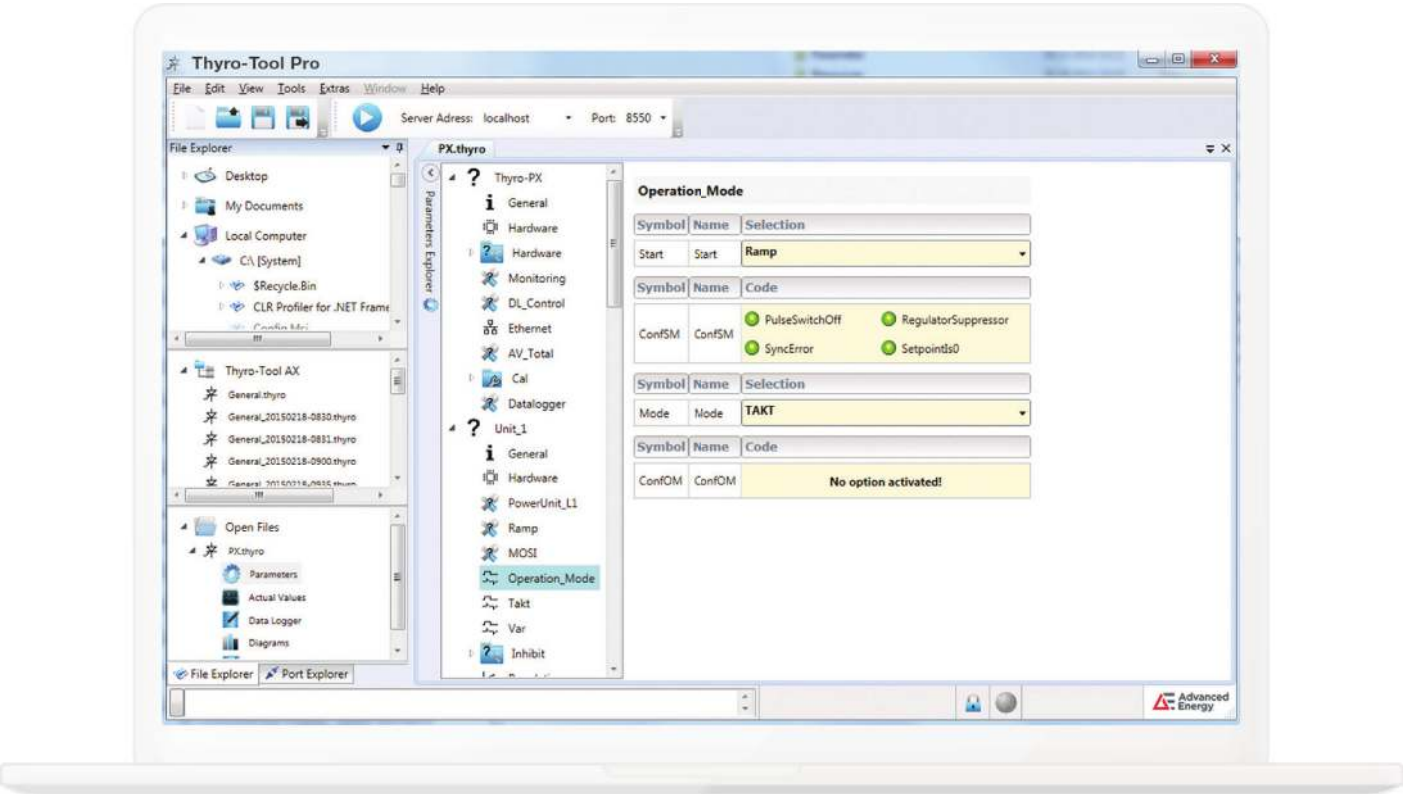 Thyro-Tool Pro
File Edit View Tools Extras Window Help
Server Adress: localhost Port: 8550
File Explorer
Desktop
My Documents
Local Computer
C:\ [System]
$Recycle.Bin
CLR Profiler for .NET Frame
Thyro-Tool AX
General.thyro
General_20150218-0830.thyro
General_20150218-0831.thyro
General_20150218-0900.thyro
General_20150218-0935.thyro
Open Files
PX.thyro
Parameters
Actual Values
Data Logger
Diagrams
File Explorer Port Explorer
PX.thyro
Parameters Explorer
Thyro-PX
General
Hardware
Hardware
Monitoring
DL_Control
Ethernet
AV_Total
Cal
Datalogger
Unit_1
General
Hardware
PowerUnit_L1
Ramp
MOSI
Operation_Mode
Takt
Var
Inhibit
Operation_Mode
Symbol Name Selection
Start Start Ramp
Symbol Name Code
ConfSM ConfSM PulseSwitchOff RegulatorSuppressor
SyncError SetpointIs0
Symbol Name Selection
Mode Mode TAKT
Symbol Name Code
ConfOM ConfOM No option activated!
Advanced
Energy